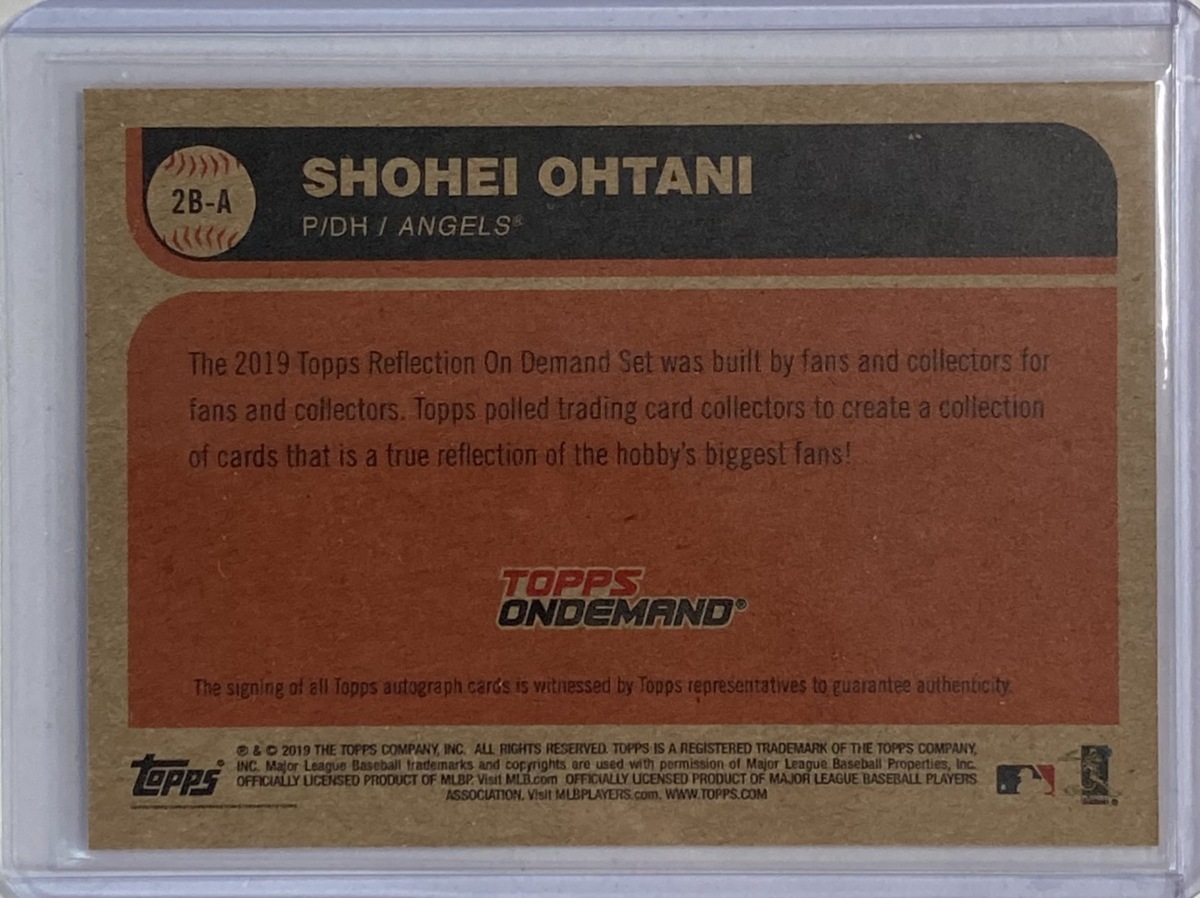 2B-A
SHOHEI OHTANI
P/DH / ANGELS®
The 2019 Topps Reflection On Demand Set was built by fans and collectors for
fans and collectors. Topps polled trading card collectors to create a collection
of cards that is a true reflection of the hobby's biggest fans!
TOPPS
ONDEMAND®
The signing of all Topps autograph cards is witnessed by Topps representatives to guarantee authenticity.
Topps®
® & © 2019 THE TOPPS COMPANY, INC. ALL RIGHTS RESERVED. TOPPS IS A REGISTERED TRADEMARK OF THE TOPPS COMPANY,
INC. Major League Baseball trademarks and copyrights are used with permission of Major League Baseball Properties, Inc.
OFFICIALLY LICENSED PRODUCT OF MLBP. Visit MLB.com OFFICIALLY LICENSED PRODUCT OF MAJOR LEAGUE BASEBALL PLAYERS
ASSOCIATION. Visit MLBPLAYERS.com. WWW.TOPPS.COM